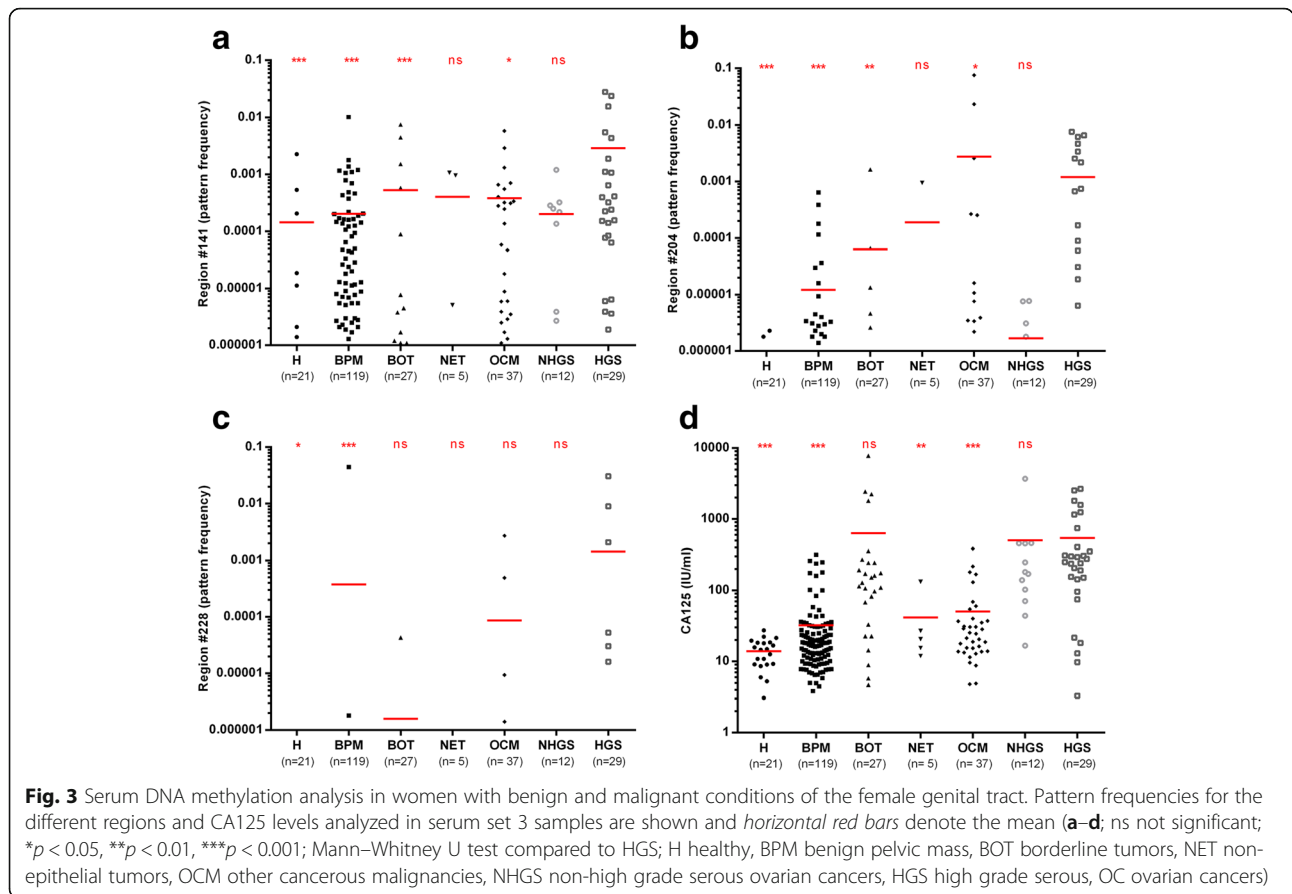 a
*** *** *** ns * ns
Region #141 (pattern frequency)
0.1
0.01
0.001
0.0001
0.00001
0.000001
H BPM BOT NET OCM NHGS HGS
(n=21) (n=119) (n=27) (n= 5) (n= 37) (n=12) (n=29)
b
*** *** ** ns * ns
Region #204 (pattern frequency)
0.1
0.01
0.001
0.0001
0.00001
0.000001
H BPM BOT NET OCM NHGS HGS
(n=21) (n=119) (n=27) (n= 5) (n= 37) (n=12) (n=29)
c
* *** ns ns ns ns
Region #228 (pattern frequency)
0.1
0.01
0.001
0.0001
0.00001
0.000001
H BPM BOT NET OCM NHGS HGS
(n=21) (n=119) (n=27) (n= 5) (n= 37) (n=12) (n=29)
d
*** *** ns ** *** ns
CA125 (IU/ml)
10000
1000
100
10
1
H BPM BOT NET OCM NHGS HGS
(n=21) (n=119) (n=27) (n= 5) (n= 37) (n=12) (n=29)
Fig. 3 Serum DNA methylation analysis in women with benign and malignant conditions of the female genital tract. Pattern frequencies for the
different regions and CA125 levels analyzed in serum set 3 samples are shown and horizontal red bars denote the mean (a–d; ns not significant;
*p < 0.05, **p < 0.01, ***p < 0.001; Mann–Whitney U test compared to HGS; H healthy, BPM benign pelvic mass, BOT borderline tumors, NET non-
epithelial tumors, OCM other cancerous malignancies, NHGS non-high grade serous ovarian cancers, HGS high grade serous, OC ovarian cancers)